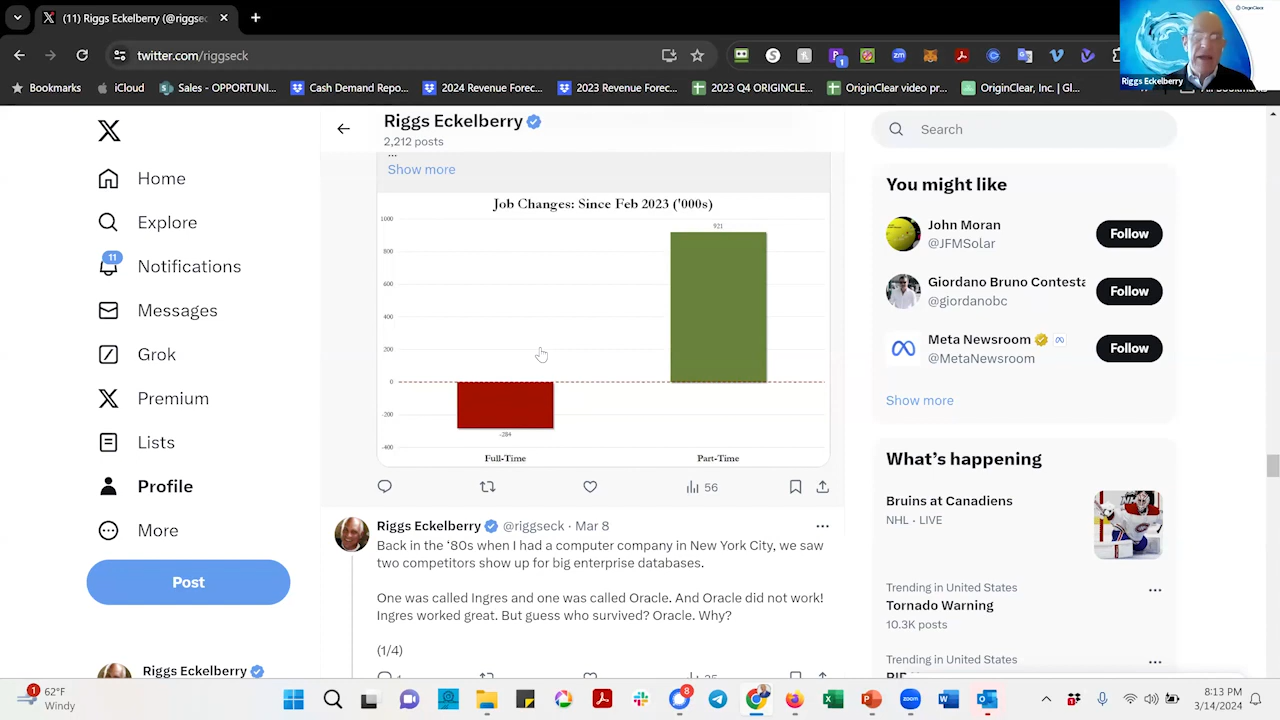 (11) Riggs Eckelberry (@riggsec
twitter.com/riggseck
Bookmarks
iCloud
Sales - OPPORTUNI...
Cash Demand Repo...
2023 Revenue Forec...
OriginClear video ry...
OriginClear, Inc. | Gl...
OriginClear
Riggs Eckelberry
Home
Explore
11
Notifications
Messages
Grok
Premium
Lists
Profile
More
Post
Riggs Eckelberry
Riggs Eckelberry
2,212 posts
...
Show more
Job Changes: Since Feb 2023 ('000s)
1000
800
600
400
200
0
-200
-400
921
-284
Full-Time
Part-Time
56
Riggs Eckelberry @riggseck · Mar 8
Back in the ‘80s when I had a computer company in New York City, we saw
two competitors show up for big enterprise databases.
One was called Ingres and one was called Oracle. And Oracle did not work!
Ingres worked great. But guess who survived? Oracle. Why?
(1/4)
Search
You might like
John Moran
@JFMSolar
Follow
Giordano Bruno Contesta
@giordanobc
Follow
Meta Newsroom
@MetaNewsroom
Follow
Show more
What’s happening
Bruins at Canadiens
NHL · LIVE
Trending in United States
Tornado Warning
10.3K posts
Trending in United States
1
62°F
Windy
8
8:13 PM
3/14/2024